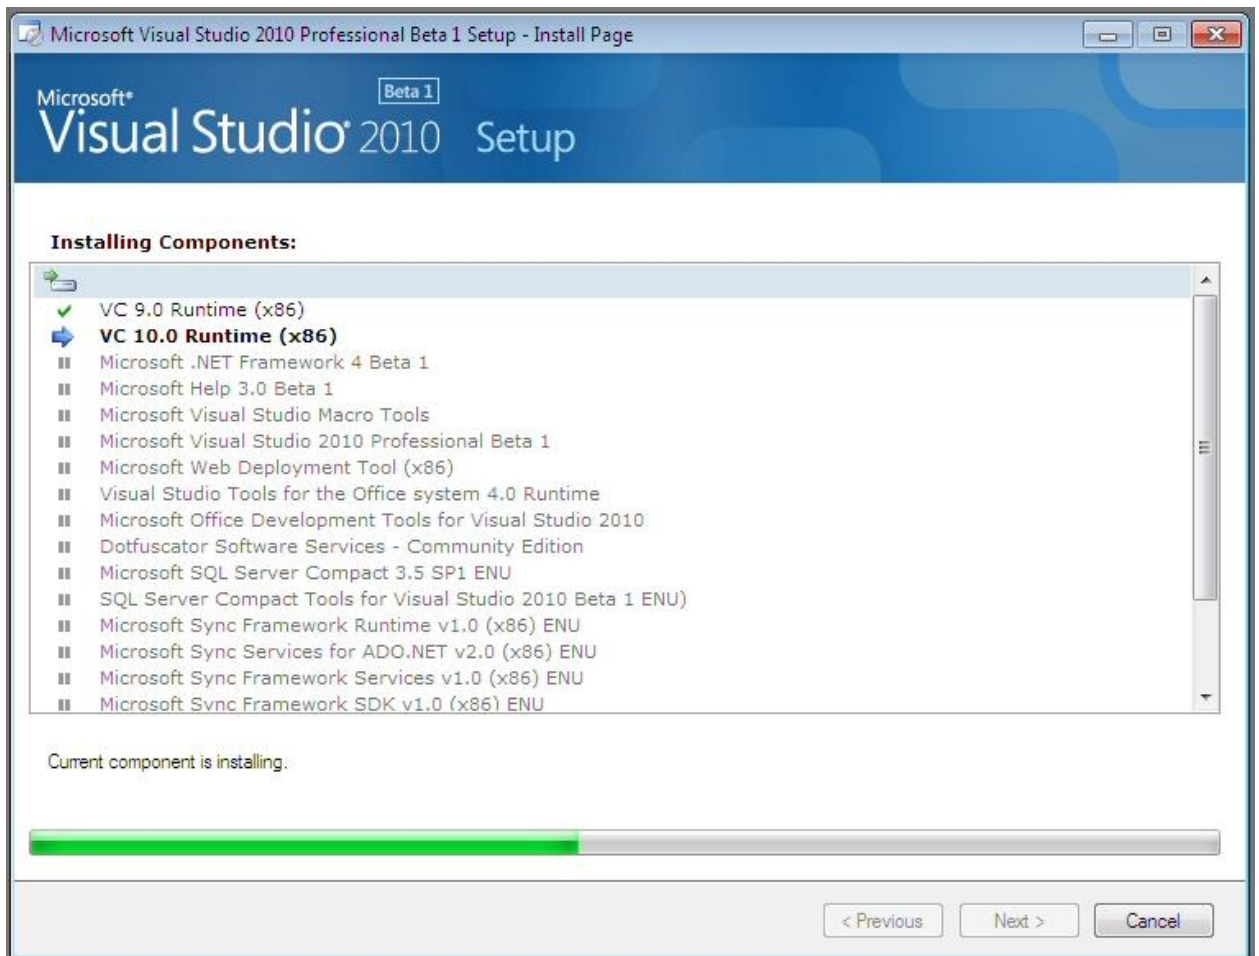 Microsoft Visual Studio 2010 Professional Beta 1 Setup - Install Page
Beta 1
Microsoft®
Visual Studio® 2010 Setup
Installing Components:
VC 9.0 Runtime (x86)
VC 10.0 Runtime (x86)
Microsoft .NET Framework 4 Beta 1
Microsoft Help 3.0 Beta 1
Microsoft Visual Studio Macro Tools
Microsoft Visual Studio 2010 Professional Beta 1
Microsoft Web Deployment Tool (x86)
Visual Studio Tools for the Office system 4.0 Runtime
Microsoft Office Development Tools for Visual Studio 2010
Dotfuscator Software Services - Community Edition
Microsoft SQL Server Compact 3.5 SP1 ENU
SQL Server Compact Tools for Visual Studio 2010 Beta 1 ENU)
Microsoft Sync Framework Runtime v1.0 (x86) ENU
Microsoft Sync Services for ADO.NET v2.0 (x86) ENU
Microsoft Sync Framework Services v1.0 (x86) ENU
Microsoft Sync Framework SDK v1.0 (x86) ENU
Current component is installing.
< Previous Next > Cancel